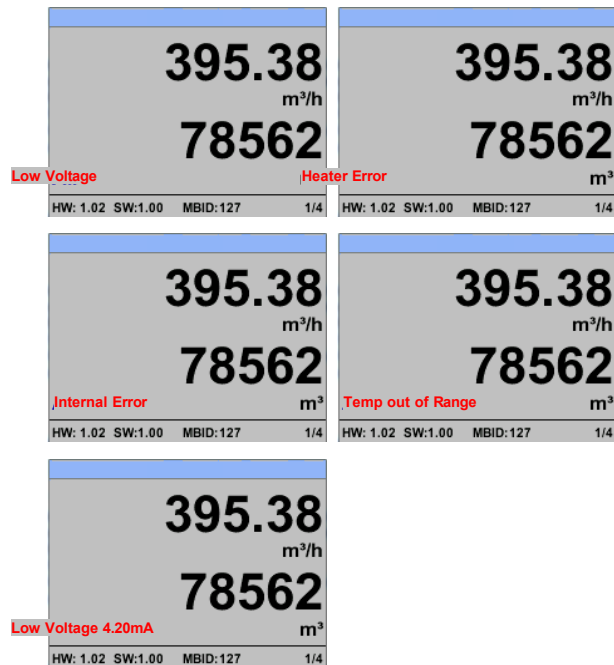 395.38
m³/h
78562
Low Voltage
HW: 1.02 SW:1.00 MBID:127 1/4
395.38
m³/h
78562
Heater Error m³
HW: 1.02 SW:1.00 MBID:127 1/4
395.38
m³/h
78562
Internal Error m³
HW: 1.02 SW:1.00 MBID:127 1/4
395.38
m³/h
78562
Temp out of Range m³
HW: 1.02 SW:1.00 MBID:127 1/4
395.38
m³/h
78562
Low Voltage 4.20mA m³
HW: 1.02 SW:1.00 MBID:127 1/4